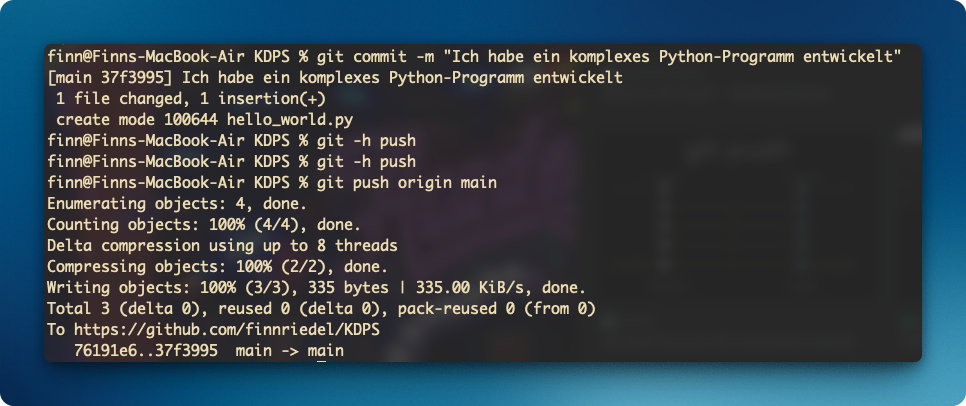 finn@Finns-MacBook-Air KDPS % git commit -m "Ich habe ein komplexes Python-Programm entwickelt"
[main 37f3995] Ich habe ein komplexes Python-Programm entwickelt
 1 file changed, 1 insertion(+)
 create mode 100644 hello_world.py
finn@Finns-MacBook-Air KDPS % git -h push
finn@Finns-MacBook-Air KDPS % git -h push
finn@Finns-MacBook-Air KDPS % git push origin main
Enumerating objects: 4, done.
Counting objects: 100% (4/4), done.
Delta compression using up to 8 threads
Compressing objects: 100% (2/2), done.
Writing objects: 100% (3/3), 335 bytes | 335.00 KiB/s, done.
Total 3 (delta 0), reused 0 (delta 0), pack-reused 0 (from 0)
To https://github.com/finnriedel/KDPS
   76191e6..37f3995  main -> main